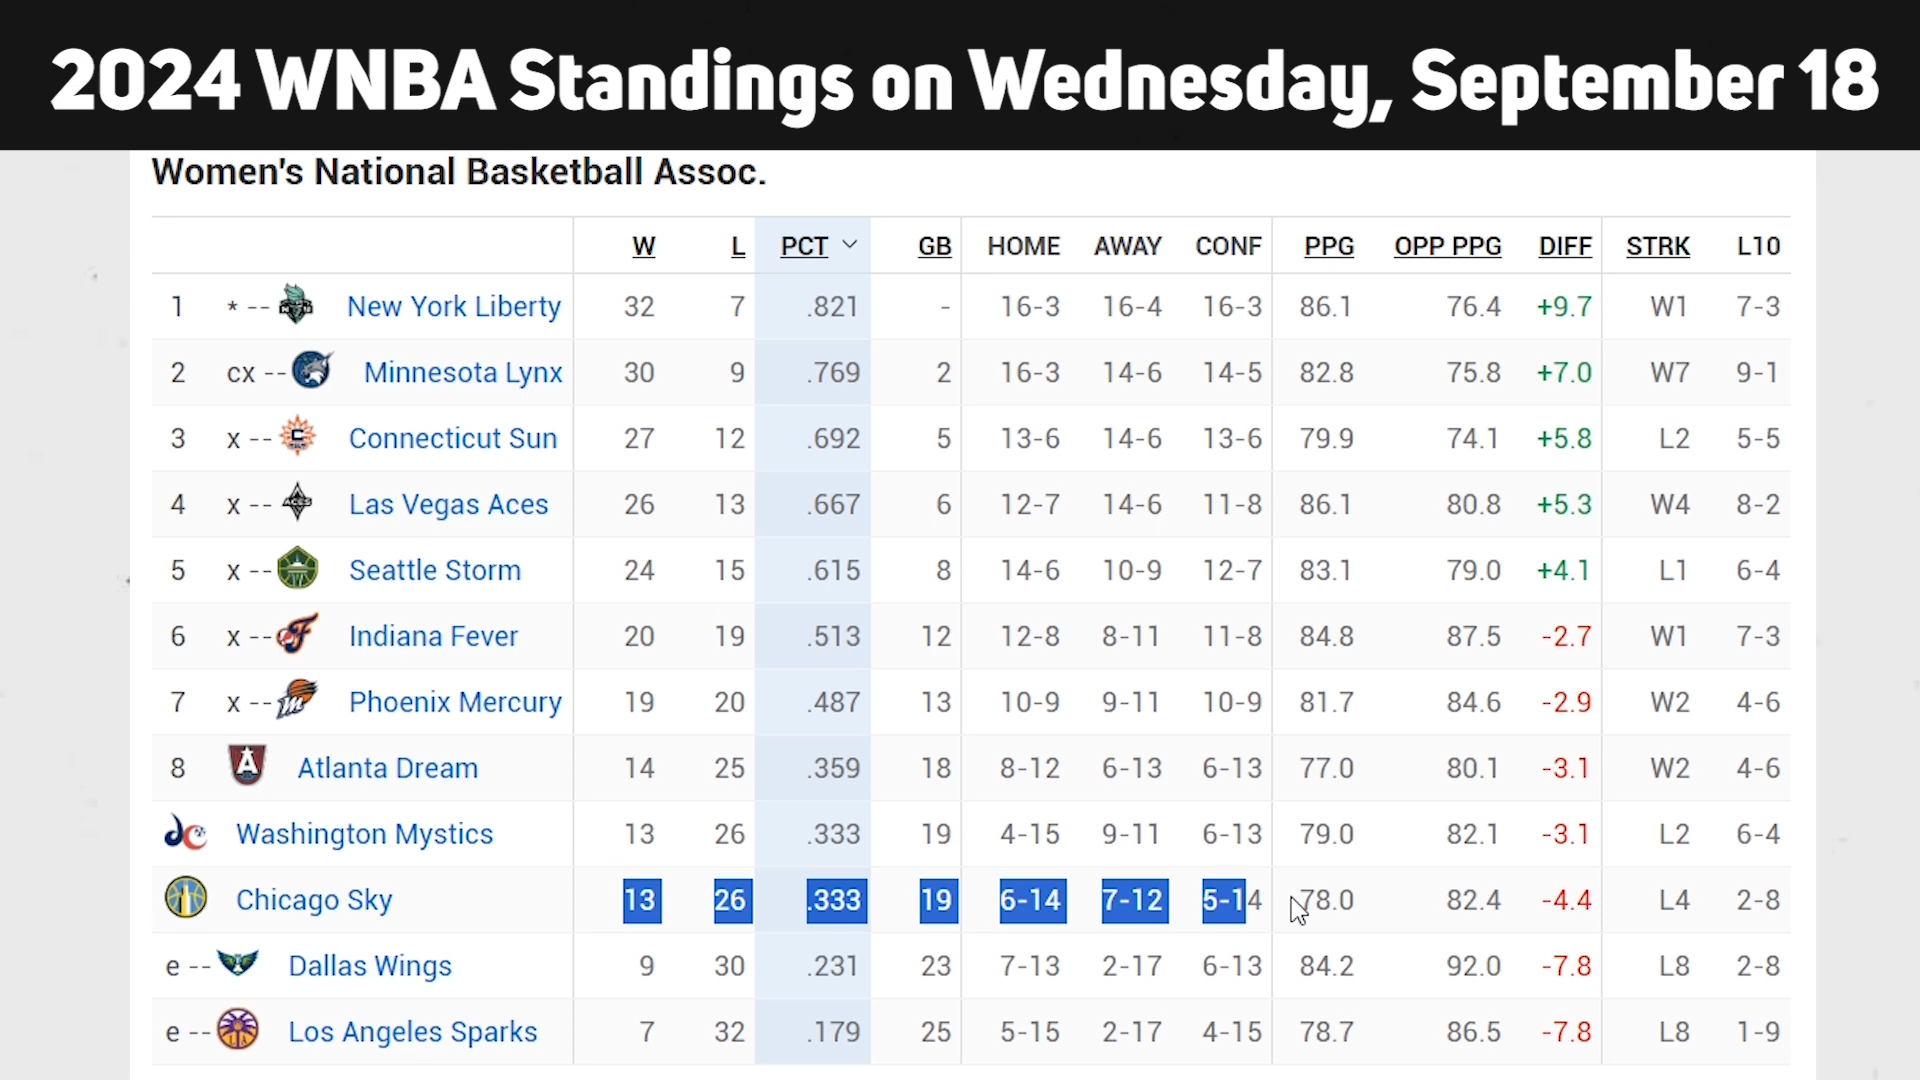 2024 WNBA Standings on Wednesday, September 18
Women's National Basketball Assoc.
W L PCT GB HOME AWAY CONF PPG OPP PPG DIFF STRK L10
1 * -- New York Liberty 32 7 .821 - 16-3 16-4 16-3 86.1 76.4 +9.7 W1 7-3
2 cx -- Minnesota Lynx 30 9 .769 2 16-3 14-6 14-5 82.8 75.8 +7.0 W7 9-1
3 x -- Connecticut Sun 27 12 .692 5 13-6 14-6 13-6 79.9 74.1 +5.8 L2 5-5
4 x -- Las Vegas Aces 26 13 .667 6 12-7 14-6 11-8 86.1 80.8 +5.3 W4 8-2
5 x -- Seattle Storm 24 15 .615 8 14-6 10-9 12-7 83.1 79.0 +4.1 L1 6-4
6 x -- Indiana Fever 20 19 .513 12 12-8 8-11 11-8 84.8 87.5 -2.7 W1 7-3
7 x -- Phoenix Mercury 19 20 .487 13 10-9 9-11 10-9 81.7 84.6 -2.9 W2 4-6
8 Atlanta Dream 14 25 .359 18 8-12 6-13 6-13 77.0 80.1 -3.1 W2 4-6
Washington Mystics 13 26 .333 19 4-15 9-11 6-13 79.0 82.1 -3.1 L2 6-4
Chicago Sky 13 26 .333 19 6-14 7-12 5-14 78.0 82.4 -4.4 L4 2-8
e -- Dallas Wings 9 30 .231 23 7-13 2-17 6-13 84.2 92.0 -7.8 L8 2-8
e -- Los Angeles Sparks 7 32 .179 25 5-15 2-17 4-15 78.7 86.5 -7.8 L8 1-9